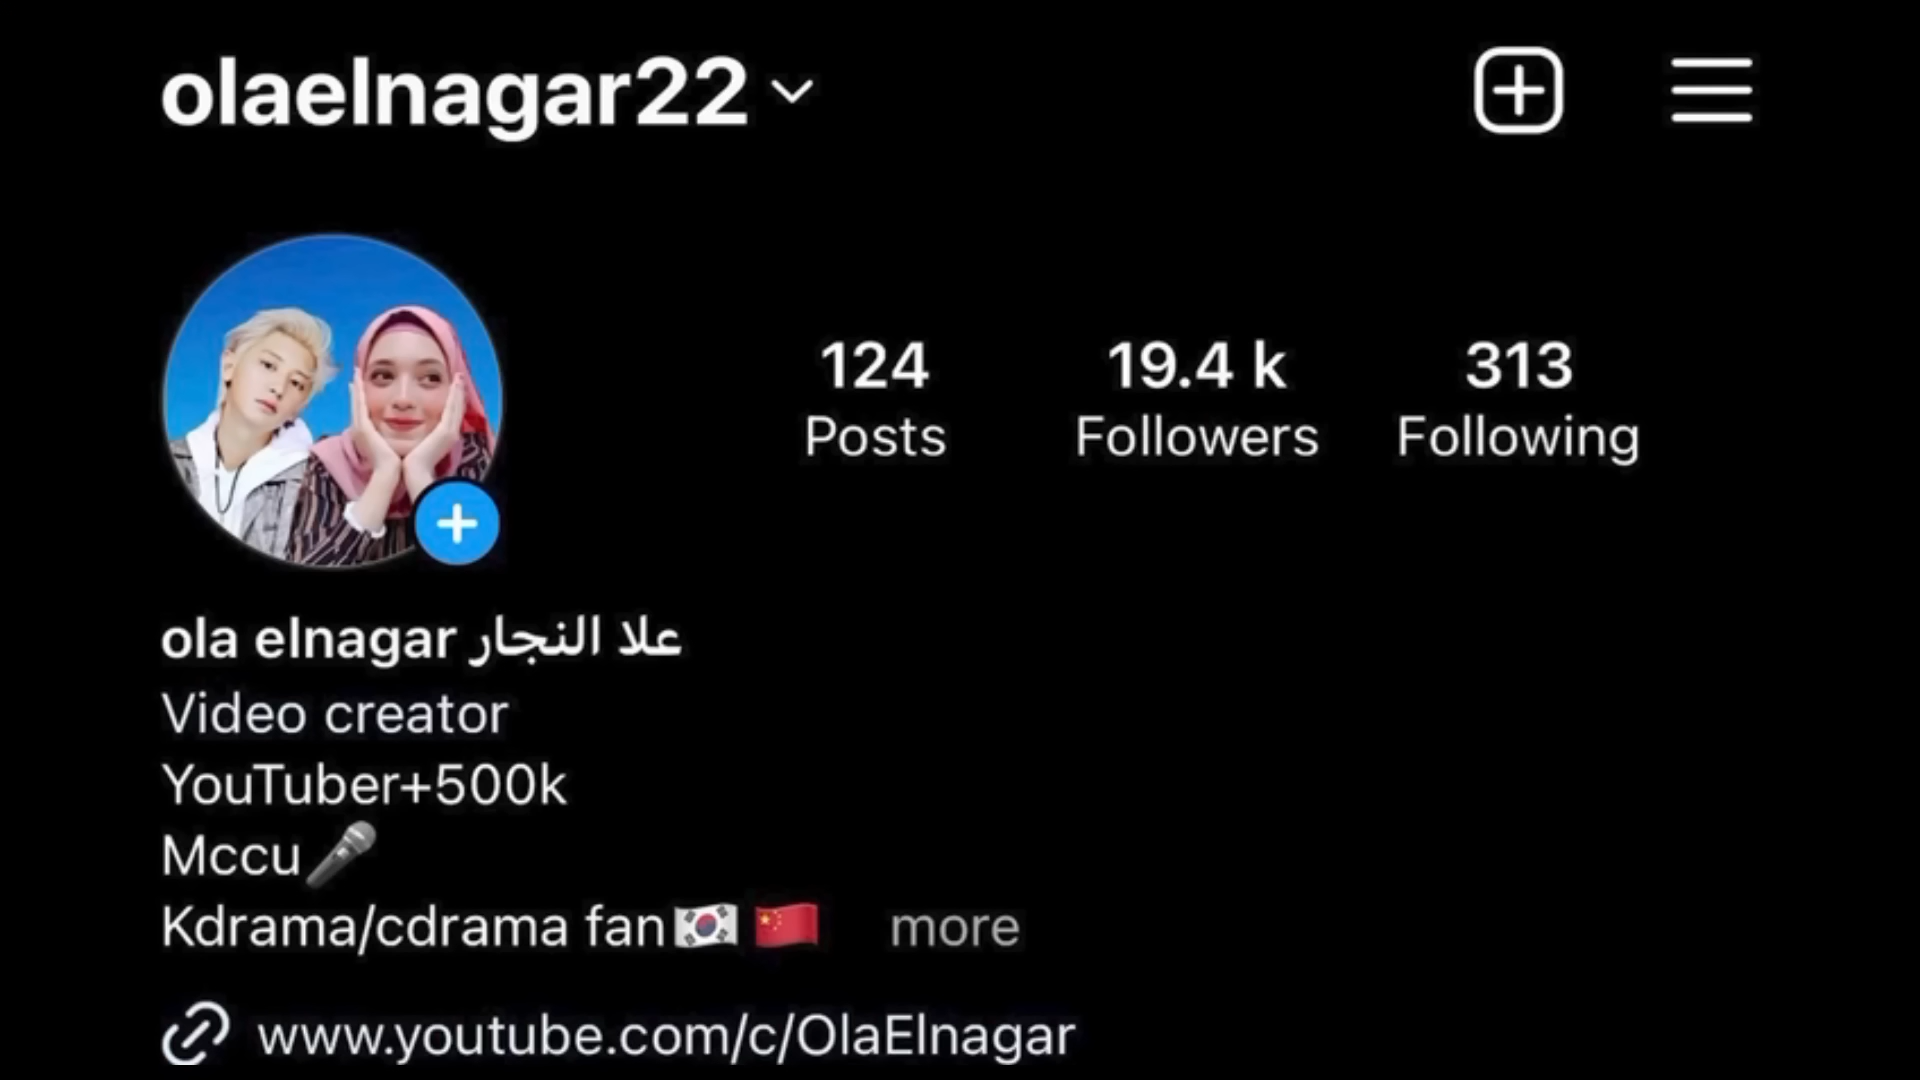 olaelnagar22
124 19.4 k 313
Posts Followers Following
ola elnagar علا النجار
Video creator
YouTuber+500k
Mccu🎤
Kdrama/cdrama fan🇰🇷🇨🇳 more
www.youtube.com/c/OlaElnagar